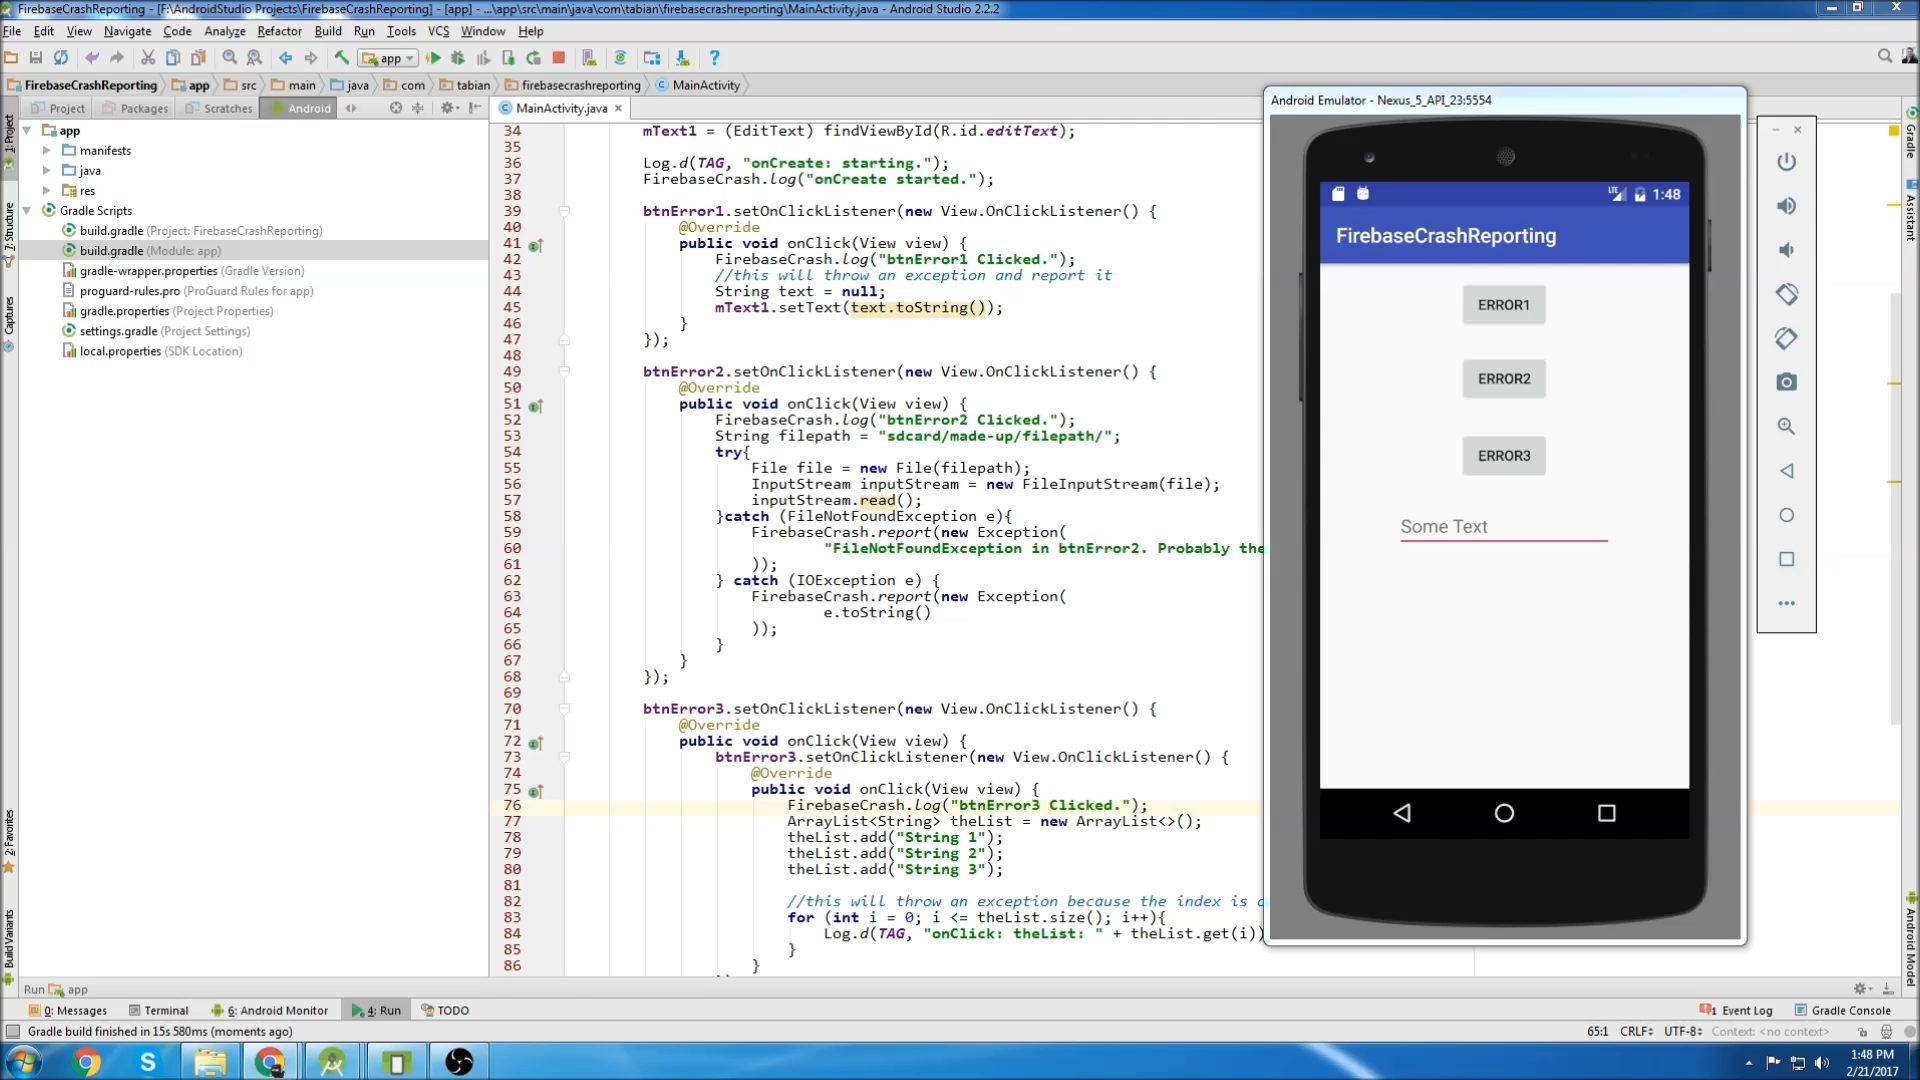 FirebaseCrashReporting - [F:\AndroidStudio Projects\FirebaseCrashReporting] - [app] - ...\app\src\main\java\com\tabian\firebasecrashreporting\MainActivity.java - Android Studio 2.2.2
File Edit View Navigate Code Analyze Refactor Build Run Tools VCS Window Help
app
FirebaseCrashReporting app src main java com tabian firebasecrashreporting MainActivity
Project Packages Scratches Android
MainActivity.java
1: Project
7: Structure
Captures
2: Favorites
Build Variants
app
manifests
java
res
Gradle Scripts
build.gradle (Project: FirebaseCrashReporting)
build.gradle (Module: app)
gradle-wrapper.properties (Gradle Version)
proguard-rules.pro (ProGuard Rules for app)
gradle.properties (Project Properties)
settings.gradle (Project Settings)
local.properties (SDK Location)
34 mText1 = (EditText) findViewById(R.id.editText);
35
36 Log.d(TAG, "onCreate: starting.");
37 FirebaseCrash.log("onCreate started.");
38
39 btnError1.setOnClickListener(new View.OnClickListener() {
40 @Override
41 public void onClick(View view) {
42 FirebaseCrash.log("btnError1 Clicked.");
43 //this will throw an exception and report it
44 String text = null;
45 mText1.setText(text.toString());
46 }
47 });
48
49 btnError2.setOnClickListener(new View.OnClickListener() {
50 @Override
51 public void onClick(View view) {
52 FirebaseCrash.log("btnError2 Clicked.");
53 String filepath = "sdcard/made-up/filepath/";
54 try{
55 File file = new File(filepath);
56 InputStream inputStream = new FileInputStream(file);
57 inputStream.read();
58 }catch (FileNotFoundException e){
59 FirebaseCrash.report(new Exception(
60 "FileNotFoundException in btnError2. Probably the
61 ));
62 } catch (IOException e) {
63 FirebaseCrash.report(new Exception(
64 e.toString()
65 ));
66 }
67 }
68 });
69
70 btnError3.setOnClickListener(new View.OnClickListener() {
71 @Override
72 public void onClick(View view) {
73 btnError3.setOnClickListener(new View.OnClickListener() {
74 @Override
75 public void onClick(View view) {
76 FirebaseCrash.log("btnError3 Clicked.");
77 ArrayList<String> theList = new ArrayList<>();
78 theList.add("String 1");
79 theList.add("String 2");
80 theList.add("String 3");
81
82 //this will throw an exception because the index is
83 for (int i = 0; i <= theList.size(); i++){
84 Log.d(TAG, "onClick: theList: " + theList.get(i))
85 }
86 }
Android Emulator - Nexus_5_API_23:5554
LTE 1:48
FirebaseCrashReporting
ERROR1
ERROR2
ERROR3
Some Text
Gradle
Assistant
Android Model
Run app
0: Messages Terminal 6: Android Monitor 4: Run TODO
1 Event Log Gradle Console
Gradle build finished in 15s 580ms (moments ago)
65:1 CRLF UTF-8 Context: <no context>
1:48 PM
2/21/2017